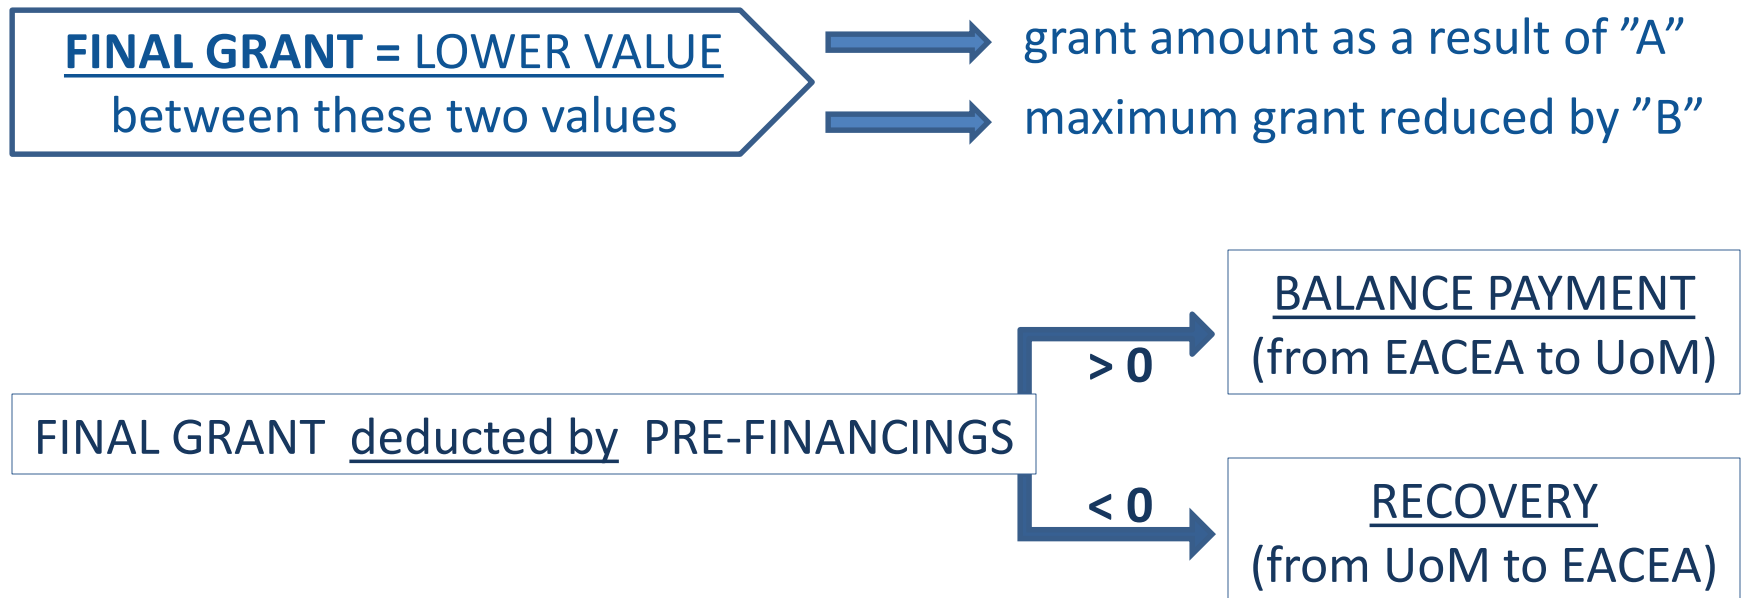 FINAL GRANT = LOWER VALUE
between these two values
grant amount as a result of ”A”
maximum grant reduced by ”B”
BALANCE PAYMENT
(from EACEA to UoM)
> 0
FINAL GRANT deducted by PRE-FINANCINGS
< 0
RECOVERY
(from UoM to EACEA)